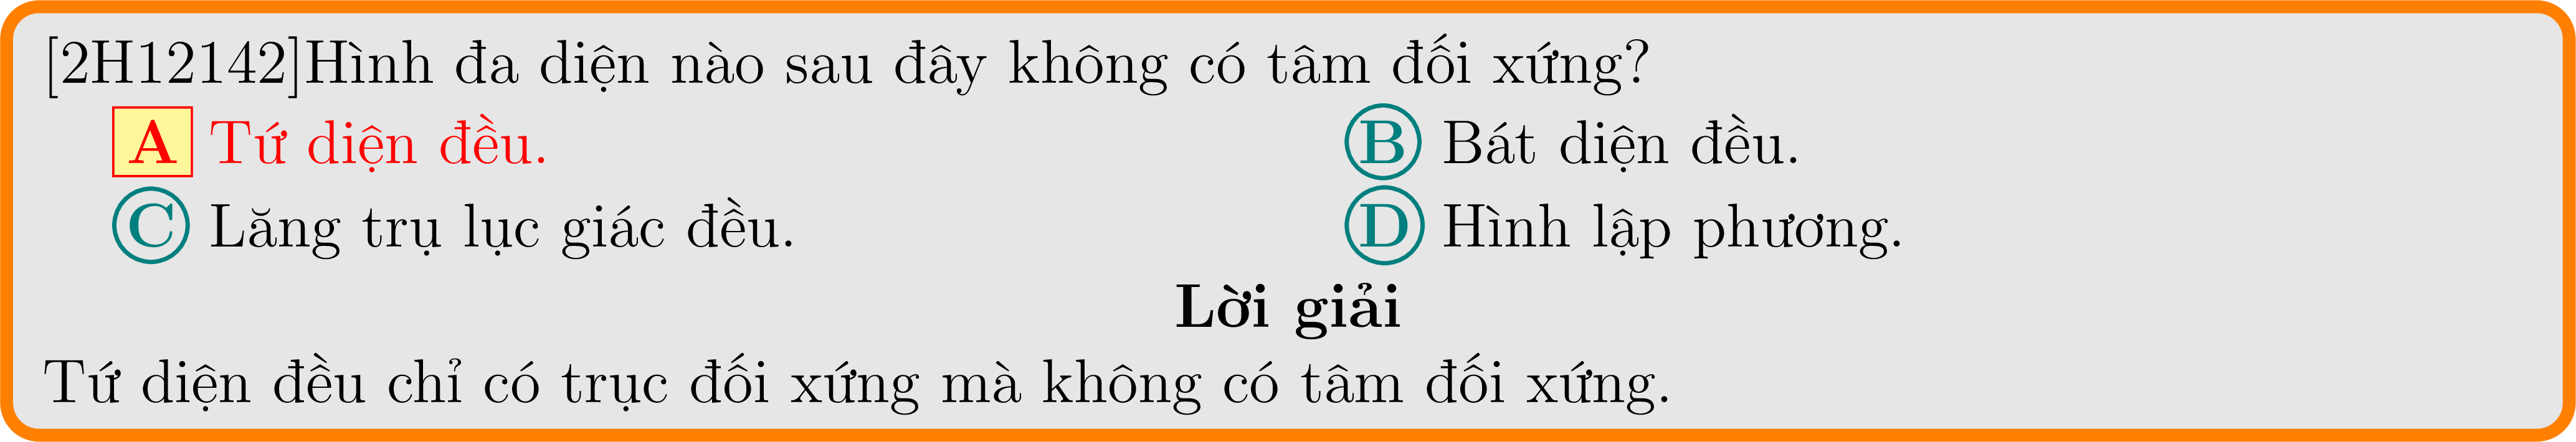 [2H12142]Hình đa diện nào sau đây không có tâm đối xứng?
A Tứ diện đều. B Bát diện đều.
C Lăng trụ lục giác đều. D Hình lập phương.
Lời giải
Tứ diện đều chỉ có trục đối xứng mà không có tâm đối xứng.